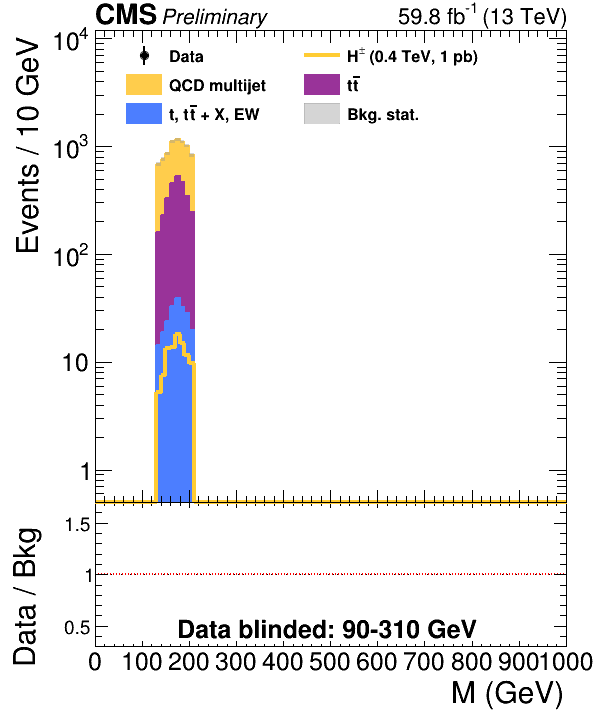 CMS Preliminary 59.8 fb⁻¹ (13 TeV)
Events / 10 GeV
10⁴
10³
10²
10
1
Data
H± (0.4 TeV, 1 pb)
QCD multijet
tt̄
t, tt̄ + X, EW
Bkg. stat.
Data / Bkg
1.5
1
0.5
Data blinded: 90-310 GeV
0 100 200 300 400 500 600 700 800 900 1000
M (GeV)